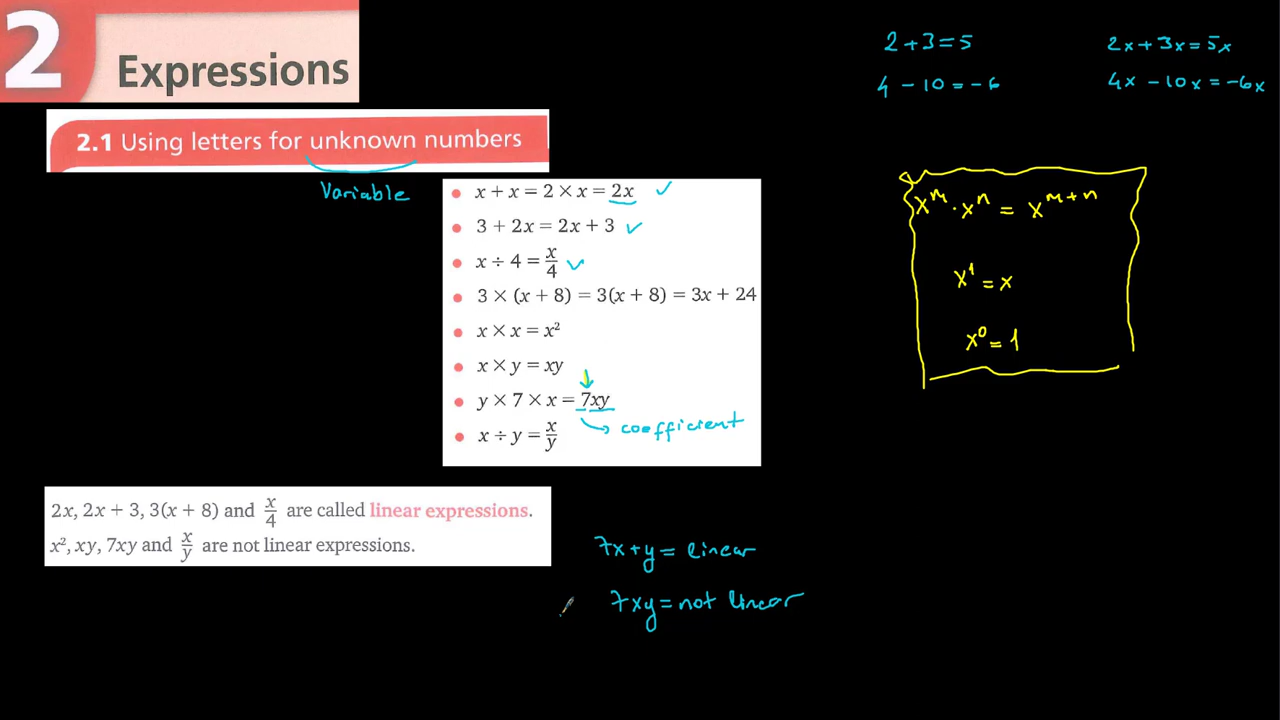 2
Expressions
2.1 Using letters for unknown numbers
Variable
x + x = 2 × x = 2x ✓
3 + 2x = 2x + 3 ✓
x ÷ 4 = x/4 ✓
3 × (x + 8) = 3(x + 8) = 3x + 24
x × x = x²
x × y = xy
y × 7 × x = 7xy
coefficient
x ÷ y = x/y
2x, 2x + 3, 3(x + 8) and x/4 are called linear expressions.
x², xy, 7xy and x/y are not linear expressions.
7x+y = linear
7xy = not linear
2+3=5
4-10=-6
2x+3x=5x
4x-10x=-6x
xᵐ·xⁿ = xᵐ⁺ⁿ
x¹=x
x⁰=1